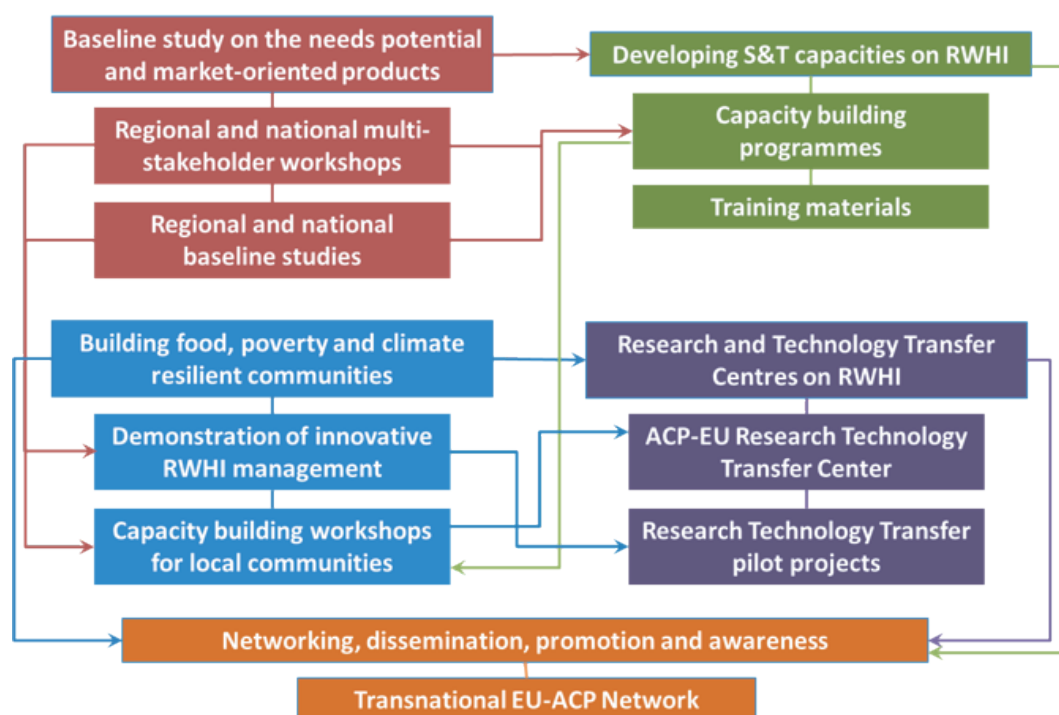 Baseline study on the needs potential
and market-oriented products
Developing S&T capacities on RWHI
Regional and national multi-
stakeholder workshops
Capacity building
programmes
Regional and national
baseline studies
Training materials
Building food, poverty and climate
resilient communities
Research and Technology Transfer
Centres on RWHI
Demonstration of innovative
RWHI management
ACP-EU Research Technology
Transfer Center
Capacity building workshops
for local communities
Research Technology Transfer
pilot projects
Networking, dissemination, promotion and awareness
Transnational EU-ACP Network